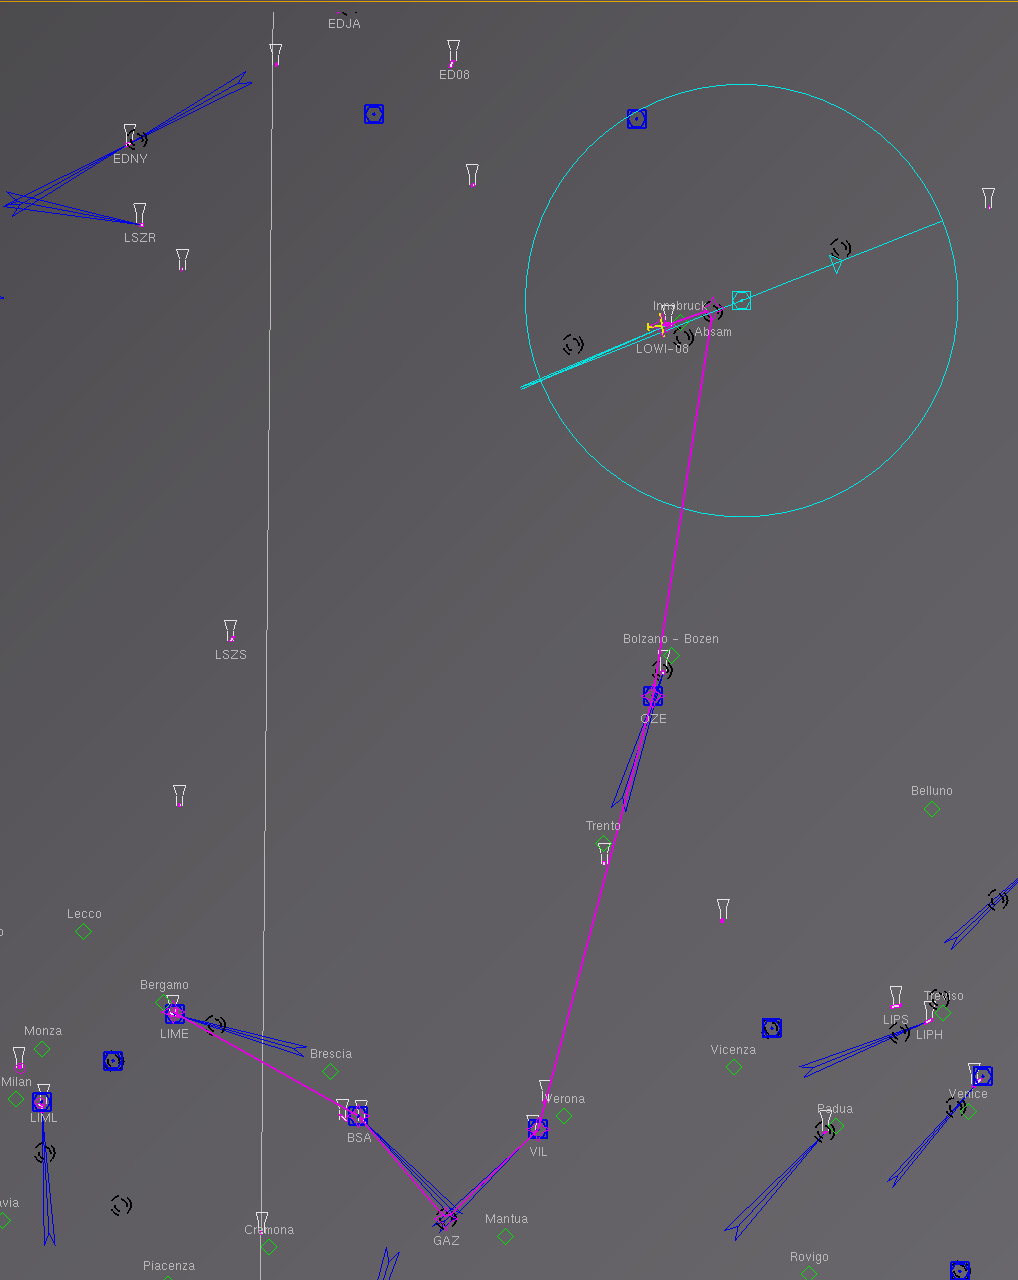 EDJA
ED08
EDNY
LSZR
Innsbruck
Absam
LOWI-08
Bolzano - Bozen
LSZS
OZE
Belluno
Trento
Lecco
Bergamo
Treviso
LIPS
LIME
LIPH
Monza
Vicenza
Brescia
Milan
Venice
Verona
Padua
LIML
BSA
VIL
avia
Mantua
Cremona
GAZ
Rovigo
Piacenza